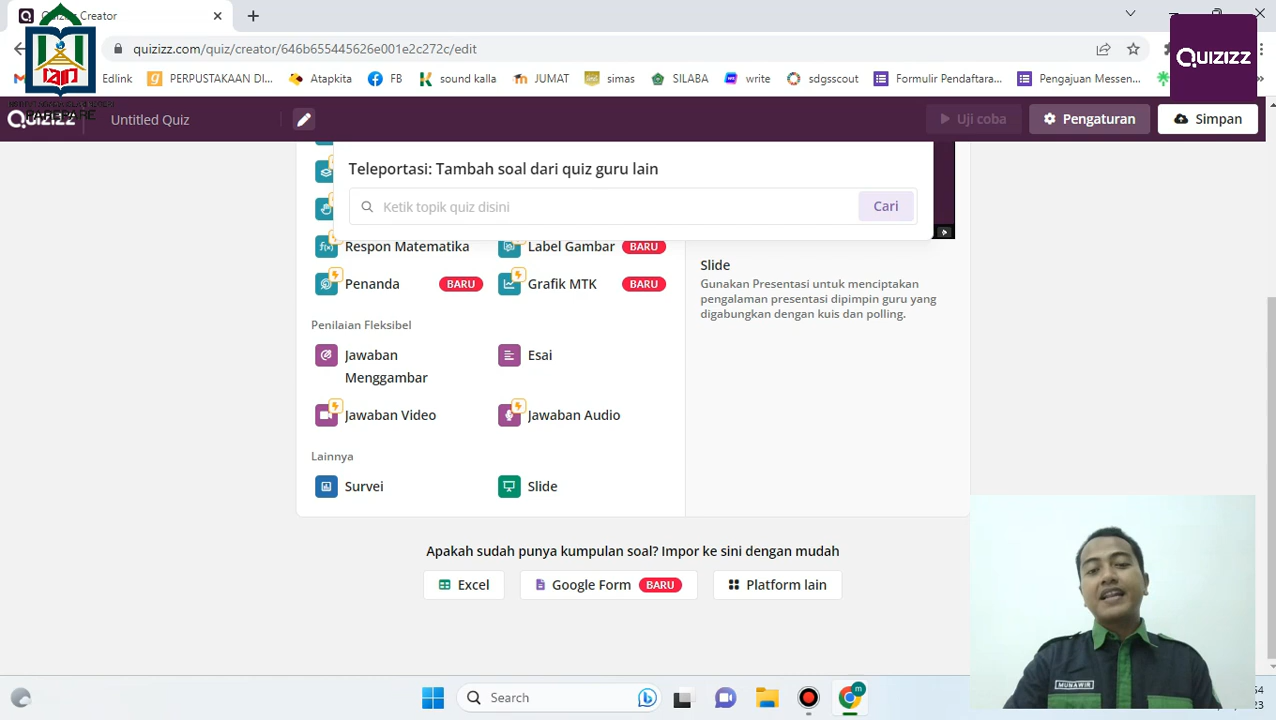 Quizizz Creator
quizizz.com/quiz/creator/646b655445626e001e2c272c/edit
Edlink
PERPUSTAKAAN DI...
Atapkita
FB
sound kalla
JUMAT
simas
SILABA
write
sdgsscout
Formulir Pendaftara...
Pengajuan Messen...
QUIZIZZ
PAREPARE
QUIZIZZ
Untitled Quiz
Uji coba
Pengaturan
Simpan
Teleportasi: Tambah soal dari quiz guru lain
Ketik topik quiz disini
Cari
Respon Matematika
Label Gambar BARU
Penanda BARU
Grafik MTK BARU
Slide
Gunakan Presentasi untuk menciptakan
pengalaman presentasi dipimpin guru yang
digabungkan dengan kuis dan polling.
Penilaian Fleksibel
Jawaban
Menggambar
Esai
Jawaban Video
Jawaban Audio
Lainnya
Survei
Slide
Apakah sudah punya kumpulan soal? Impor ke sini dengan mudah
Excel
Google Form BARU
Platform lain
MUNAWIR
Search